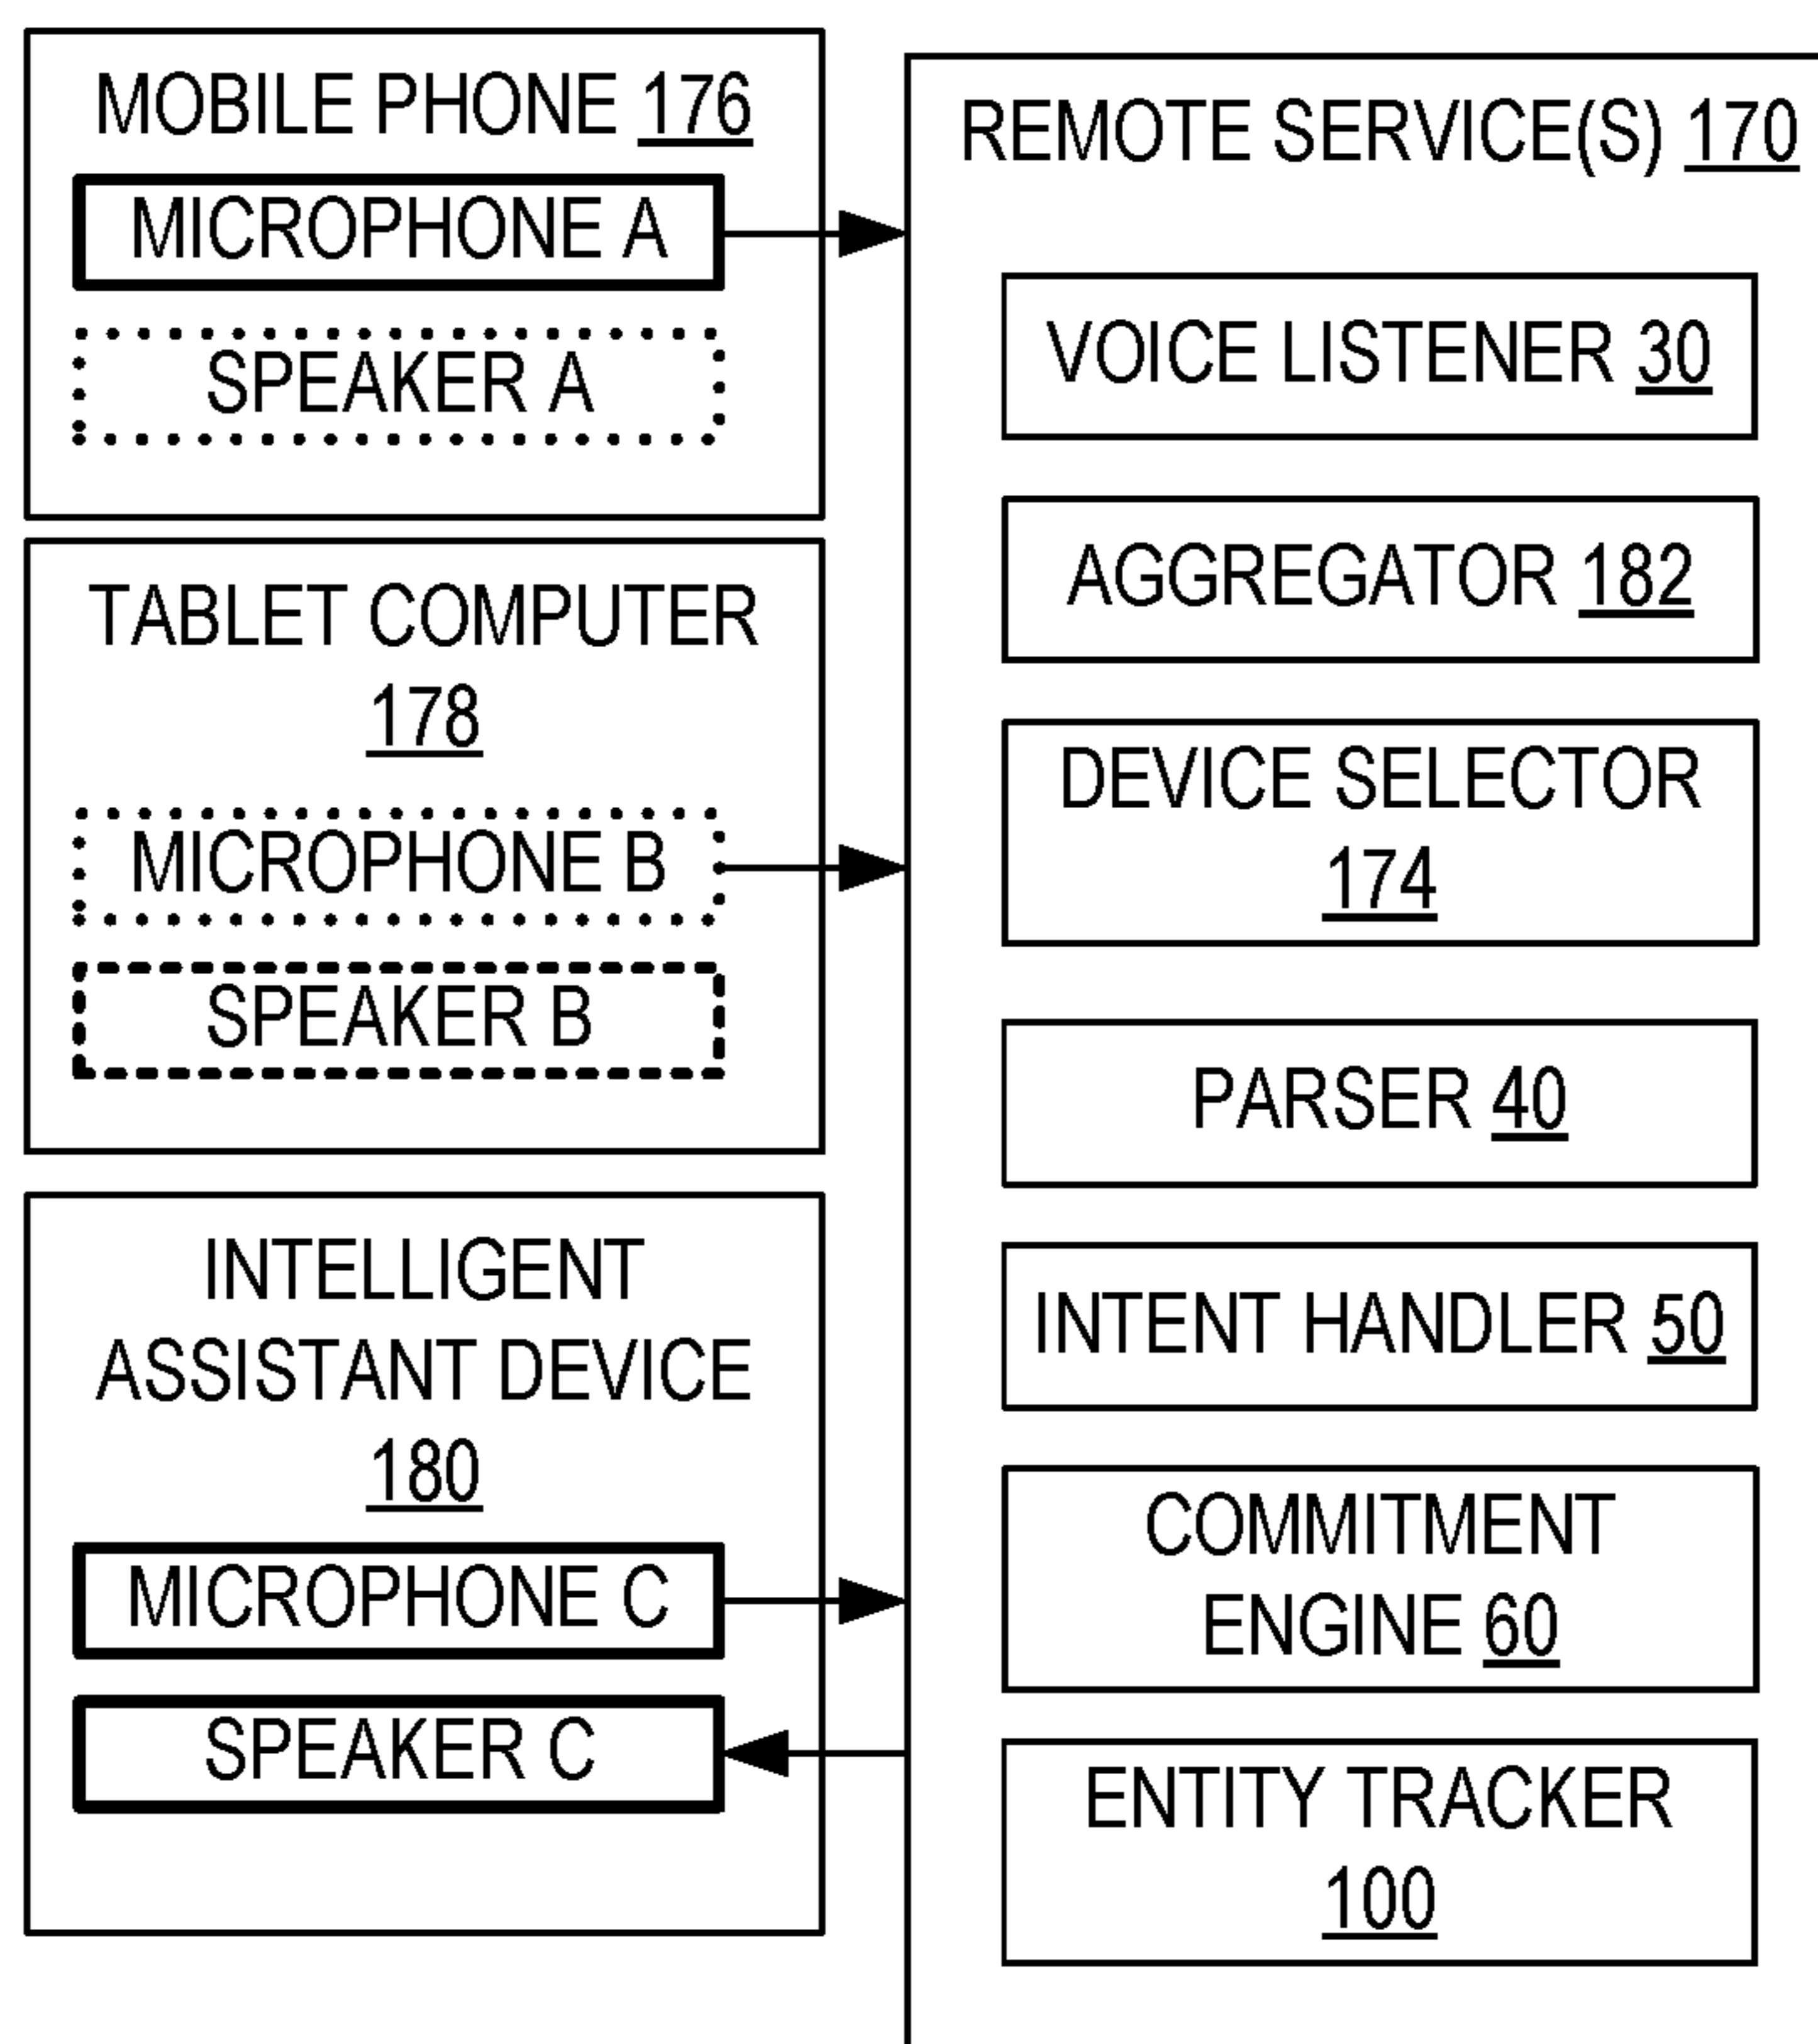 MOBILE PHONE 176
MICROPHONE A
SPEAKER A
TABLET COMPUTER
178
MICROPHONE B
SPEAKER B
INTELLIGENT
ASSISTANT DEVICE
180
MICROPHONE C
SPEAKER C
REMOTE SERVICE(S) 170
VOICE LISTENER 30
AGGREGATOR 182
DEVICE SELECTOR
174
PARSER 40
INTENT HANDLER 50
COMMITMENT
ENGINE 60
ENTITY TRACKER
100